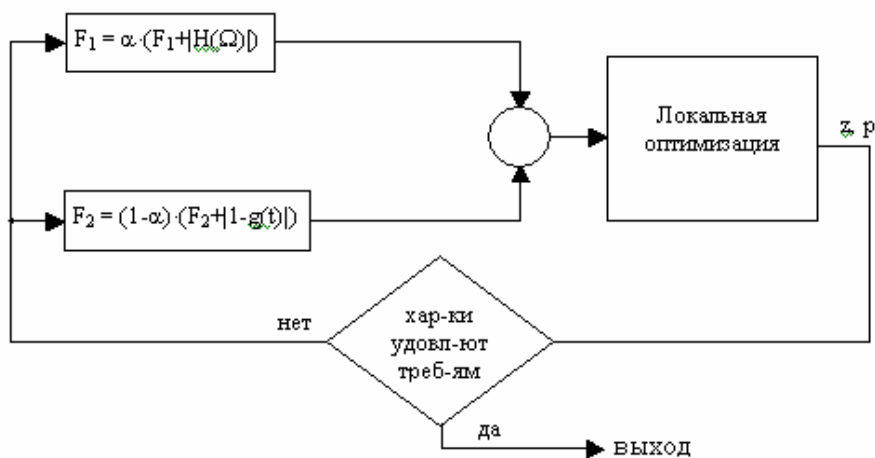 F₁ = α·(F₁+|H(Ω)|)
Локальная
оптимизация
z, p
F₂ = (1-α)·(F₂+|1-g(t)|)
нет
хар-ки
удовл-ют
треб-ям
да
выход